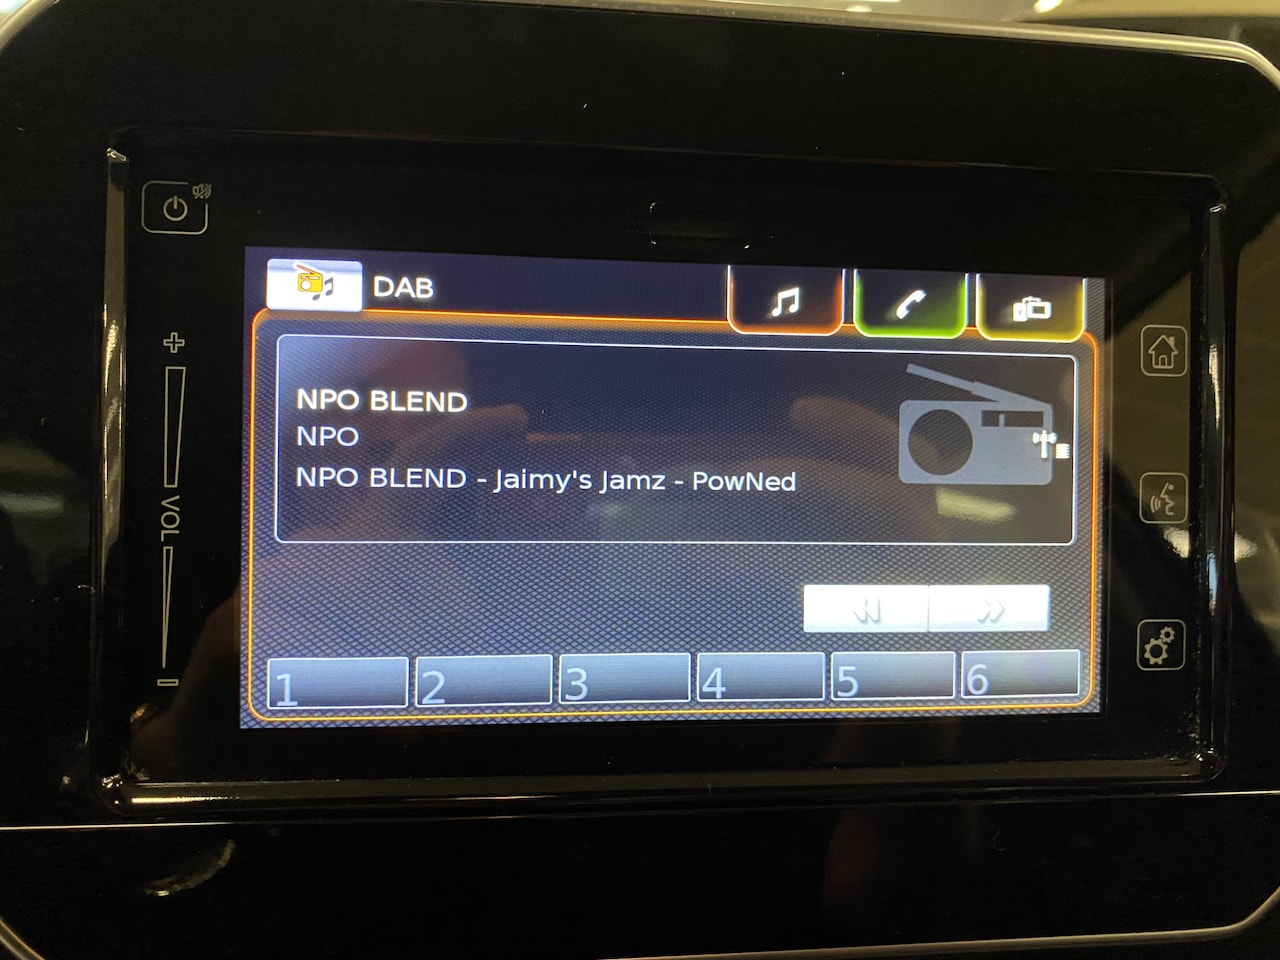 DAB
NPO BLEND
NPO
NPO BLEND - Jaimy's Jamz - PowNed
VOL
1 2 3 4 5 6